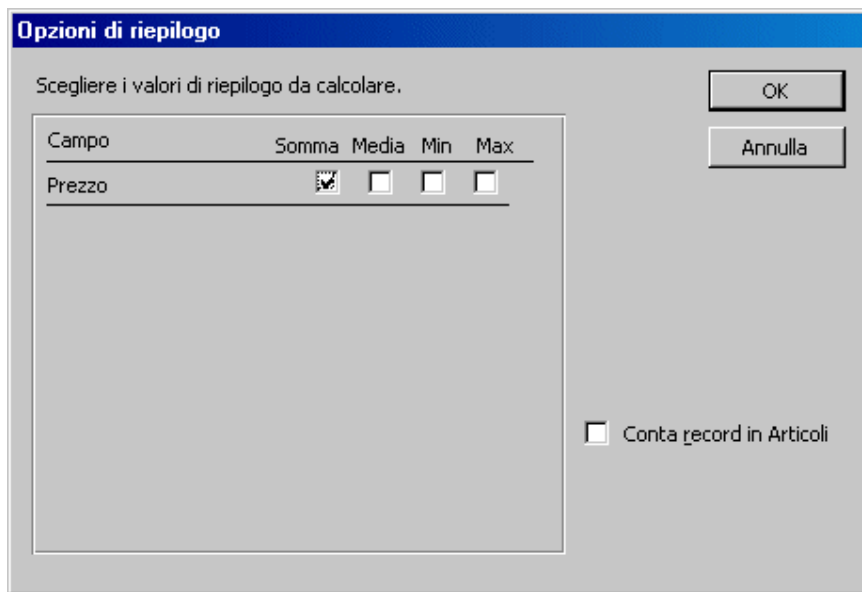 Opzioni di riepilogo
Scegliere i valori di riepilogo da calcolare.
OK
Annulla
Campo Somma Media Min Max
Prezzo
Conta record in Articoli